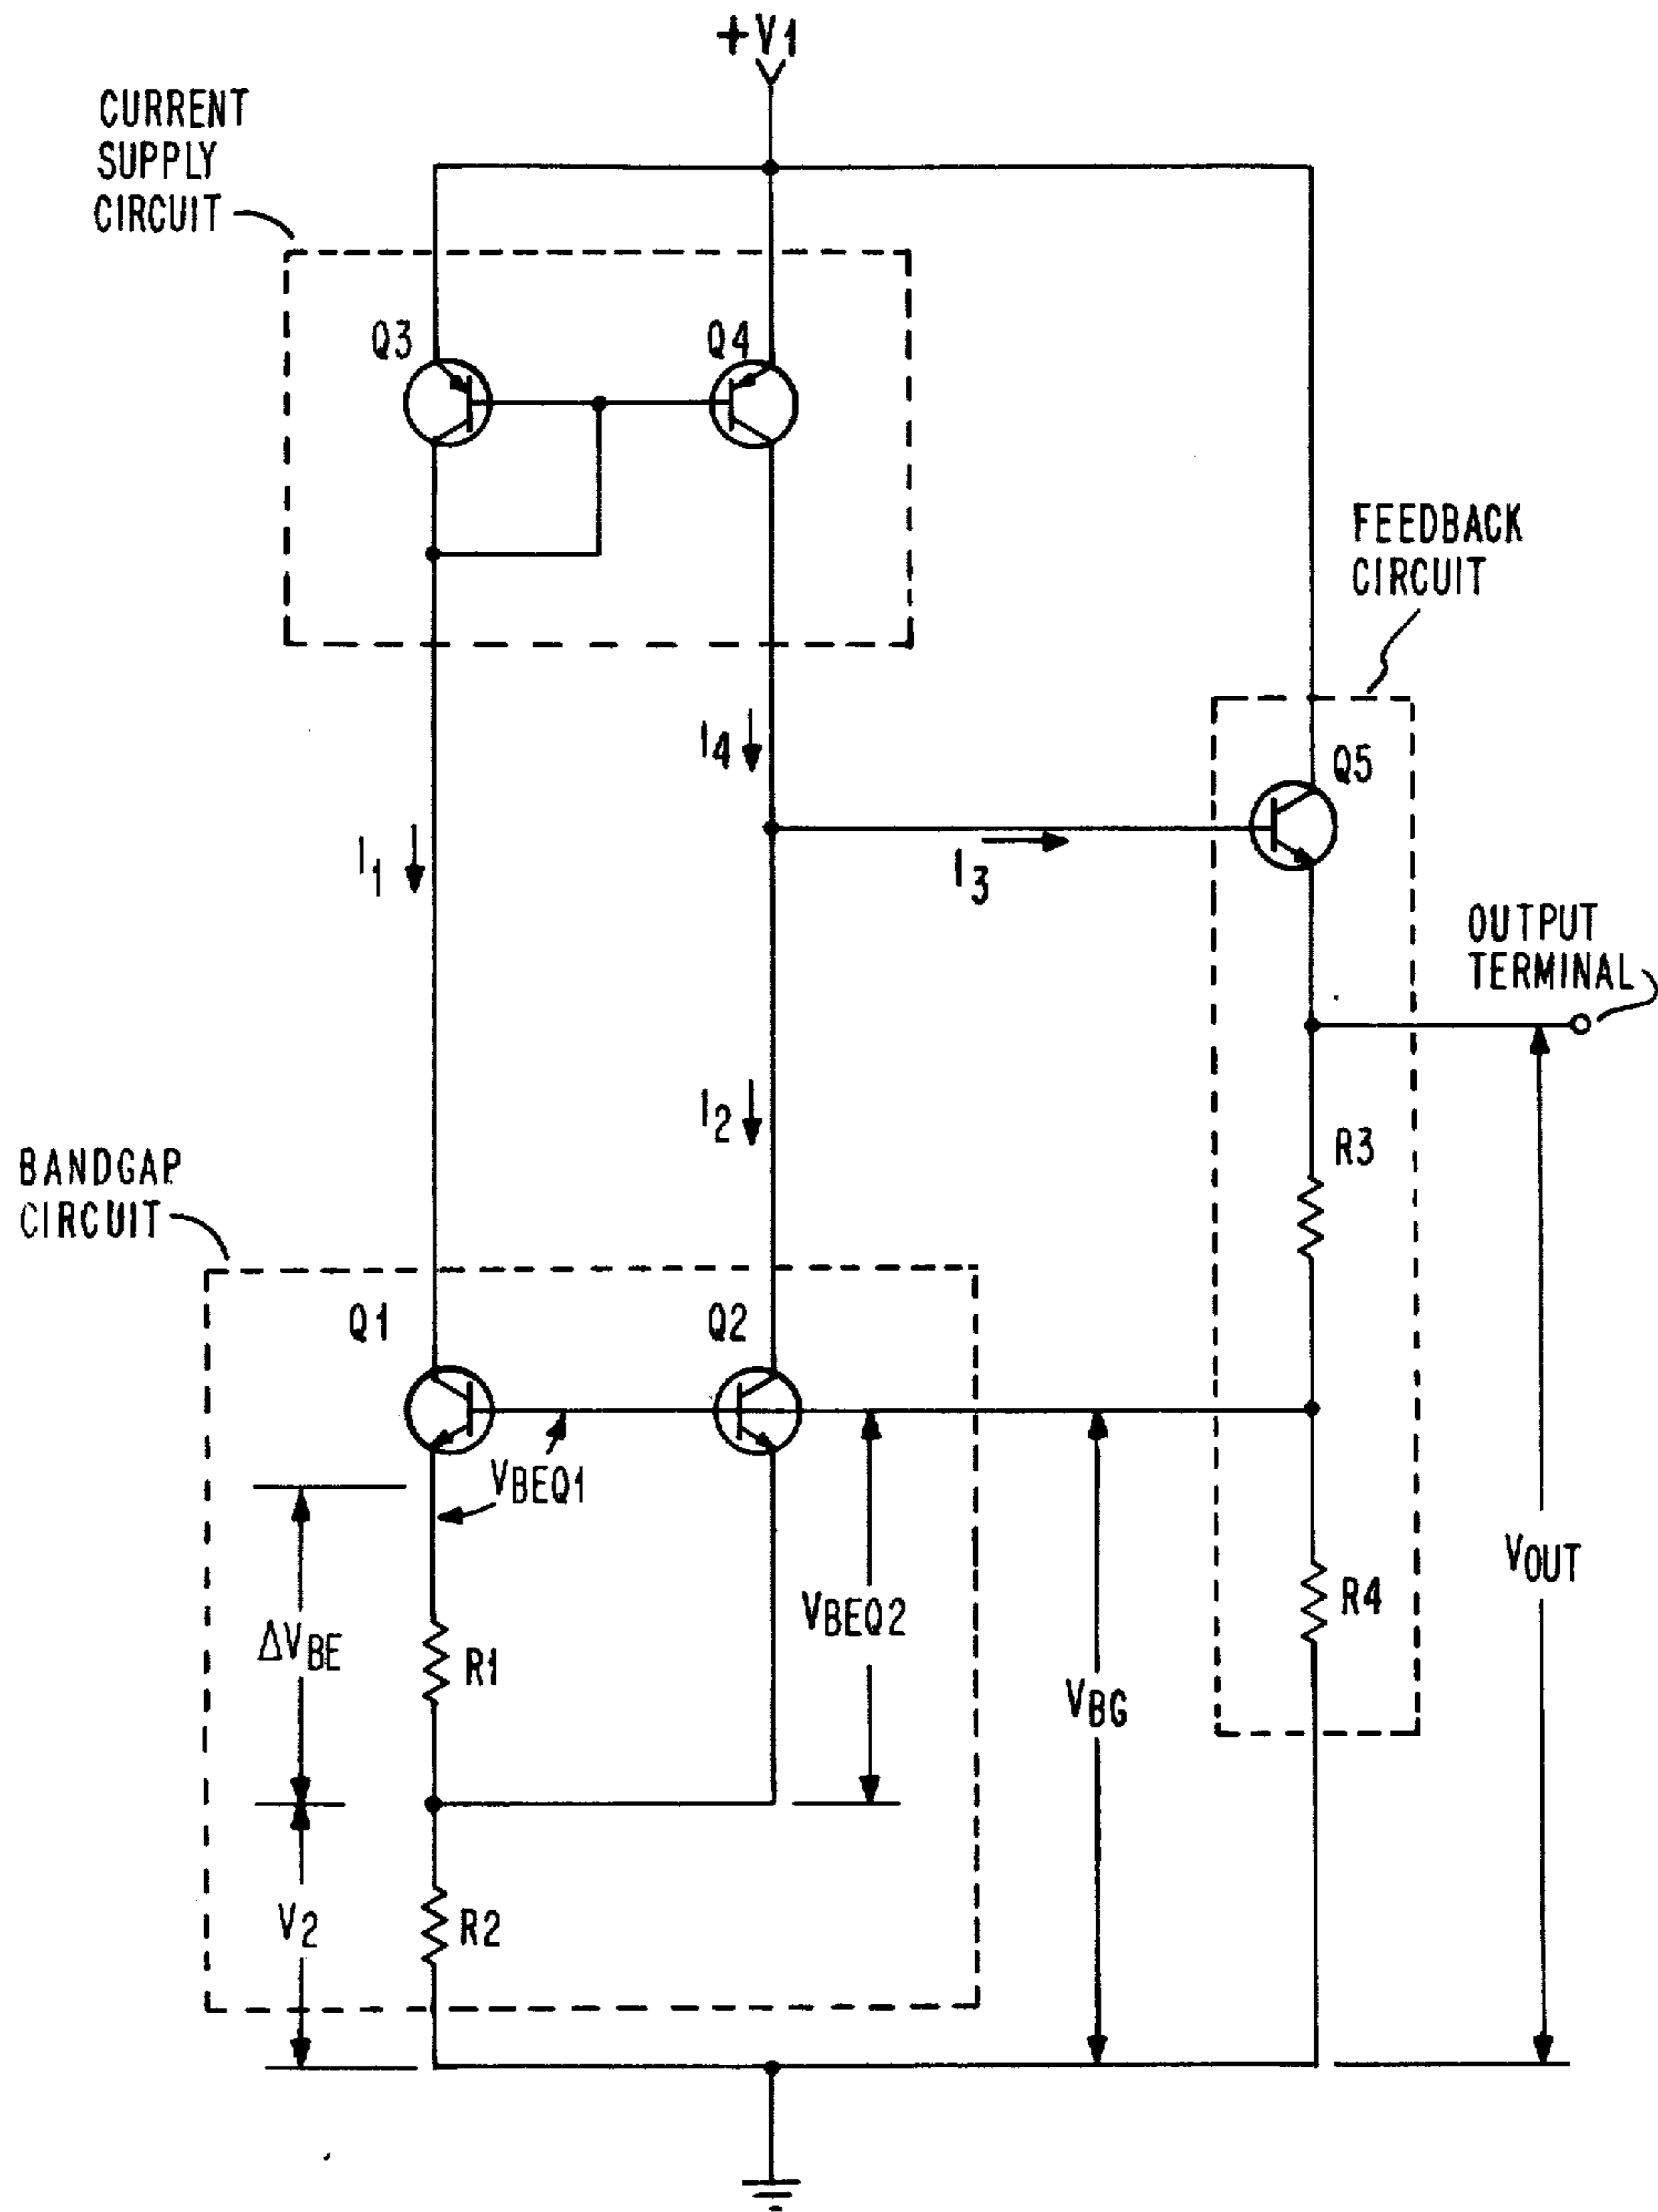 +V1
CURRENT
SUPPLY
CIRCUIT
Q3
Q4
FEEDBACK
CIRCUIT
I4
Q5
I1
I3
OUTPUT
TERMINAL
I2
R3
BANDGAP
CIRCUIT
Q1
Q2
VBEQ1
VOUT
R4
VBEQ2
ΔVBE
R1
VBG
V2
R2